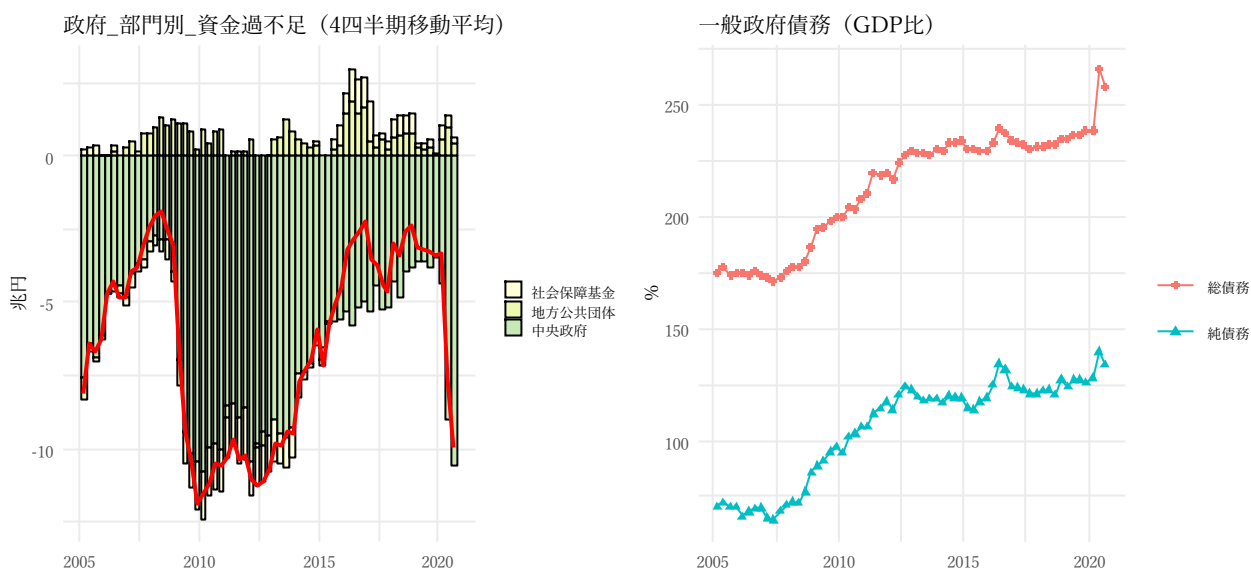 政府_部門別_資金過不足（4四半期移動平均）
兆円
0
-5
-10
2005
2010
2015
2020
社会保障基金
地方公共団体
中央政府
一般政府債務（GDP比）
%
250
200
150
100
2005
2010
2015
2020
総債務
純債務